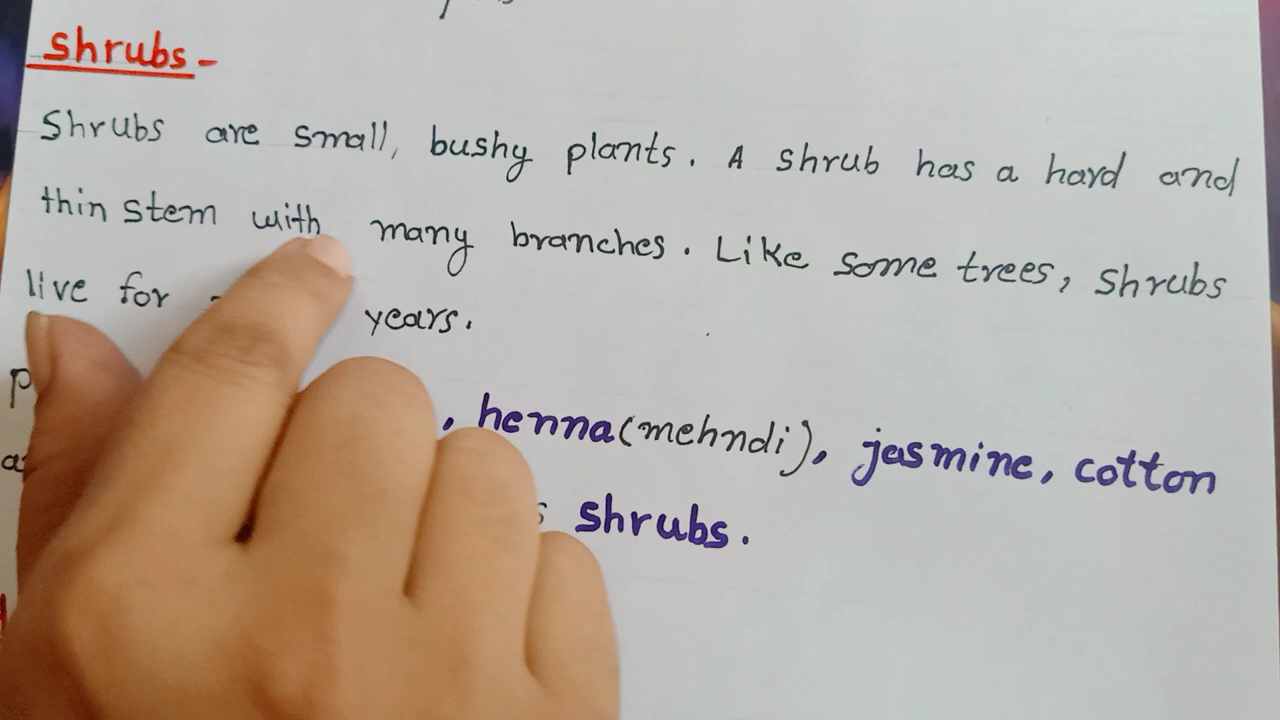 Shrubs-
Shrubs are small, bushy plants. A shrub has a hard and
thin stem with many branches. Like some trees, shrubs
live for years.
, henna(mehndi), jasmine, cotton
shrubs.